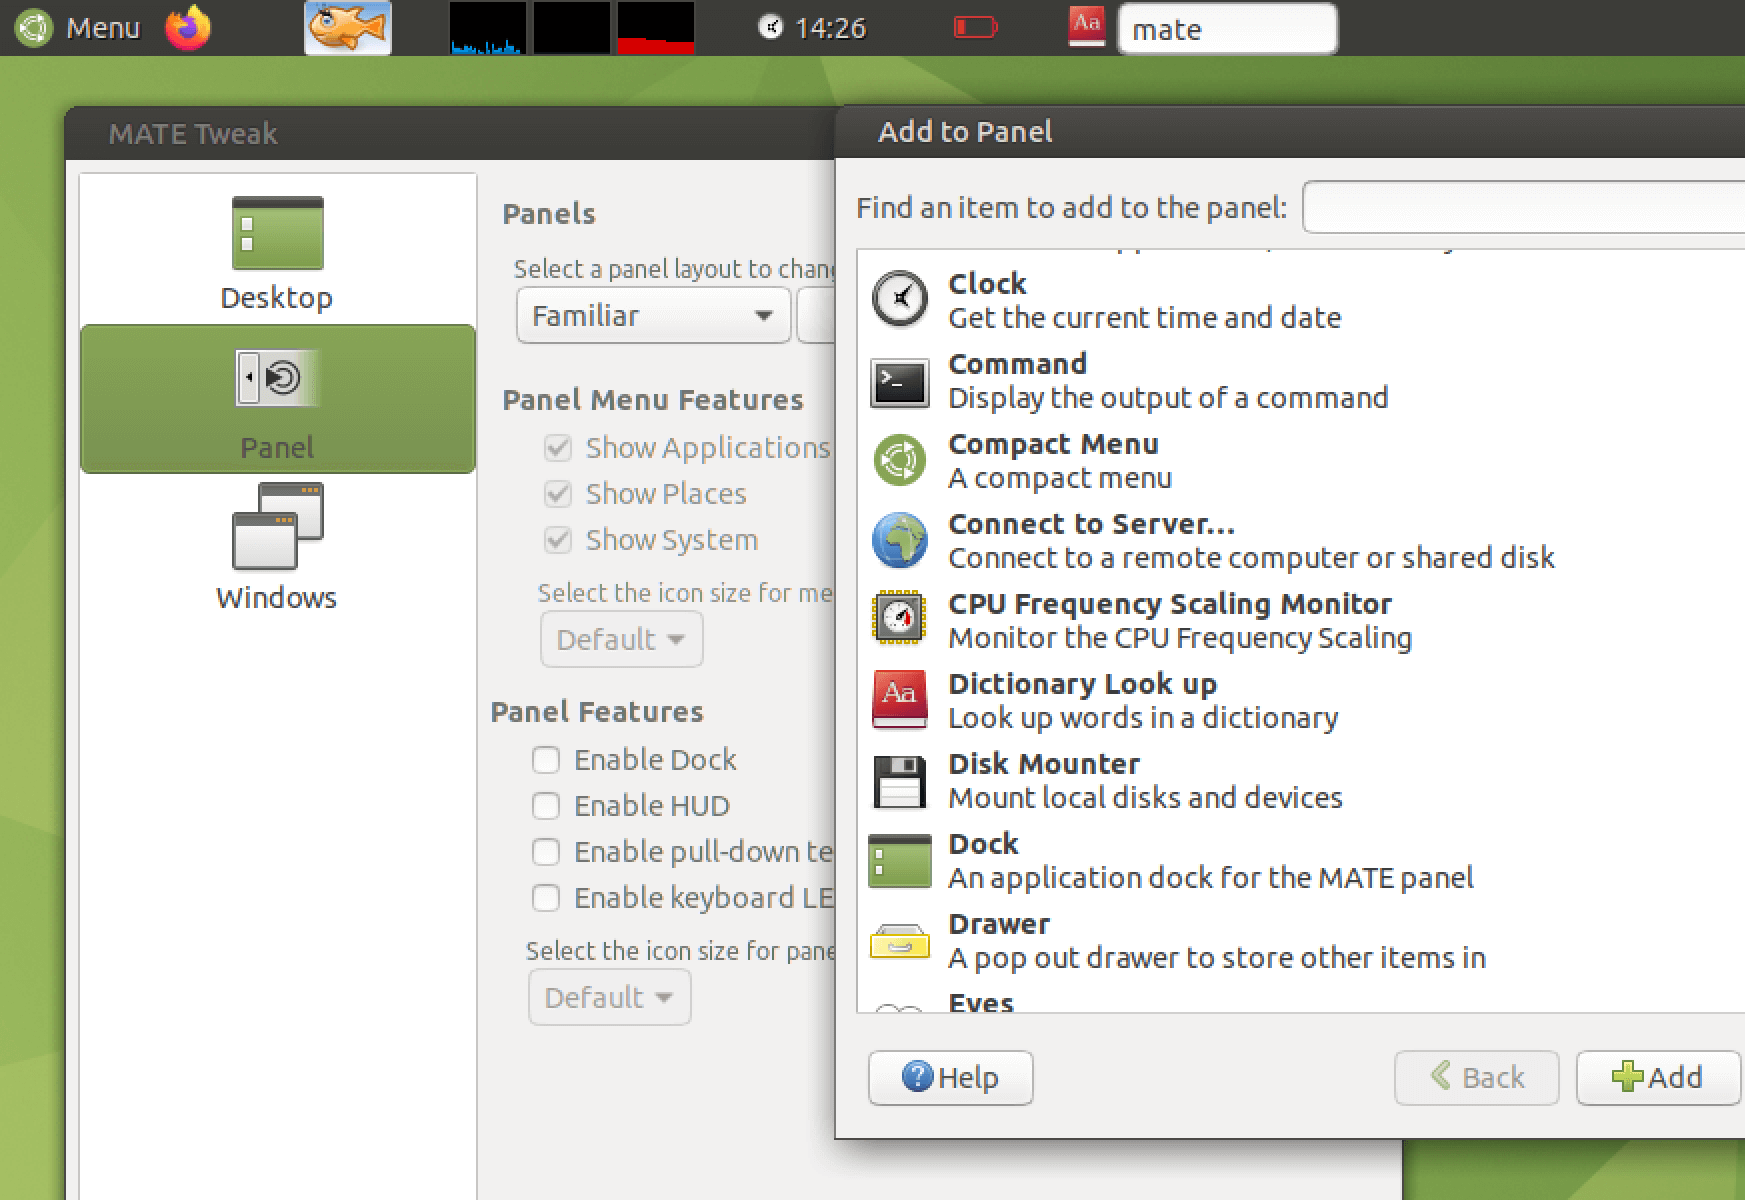 Menu
14:26
Aa
mate
MATE Tweak
Desktop
Panel
Windows
Panels
Select a panel layout to chang
Familiar
Panel Menu Features
Show Applications
Show Places
Show System
Select the icon size for me
Default
Panel Features
Enable Dock
Enable HUD
Enable pull-down te
Enable keyboard LE
Select the icon size for pane
Default
Add to Panel
Find an item to add to the panel:
Clock
Get the current time and date
Command
Display the output of a command
Compact Menu
A compact menu
Connect to Server...
Connect to a remote computer or shared disk
CPU Frequency Scaling Monitor
Monitor the CPU Frequency Scaling
Aa
Dictionary Look up
Look up words in a dictionary
Disk Mounter
Mount local disks and devices
Dock
An application dock for the MATE panel
Drawer
A pop out drawer to store other items in
Eyes
Help
Back
Add